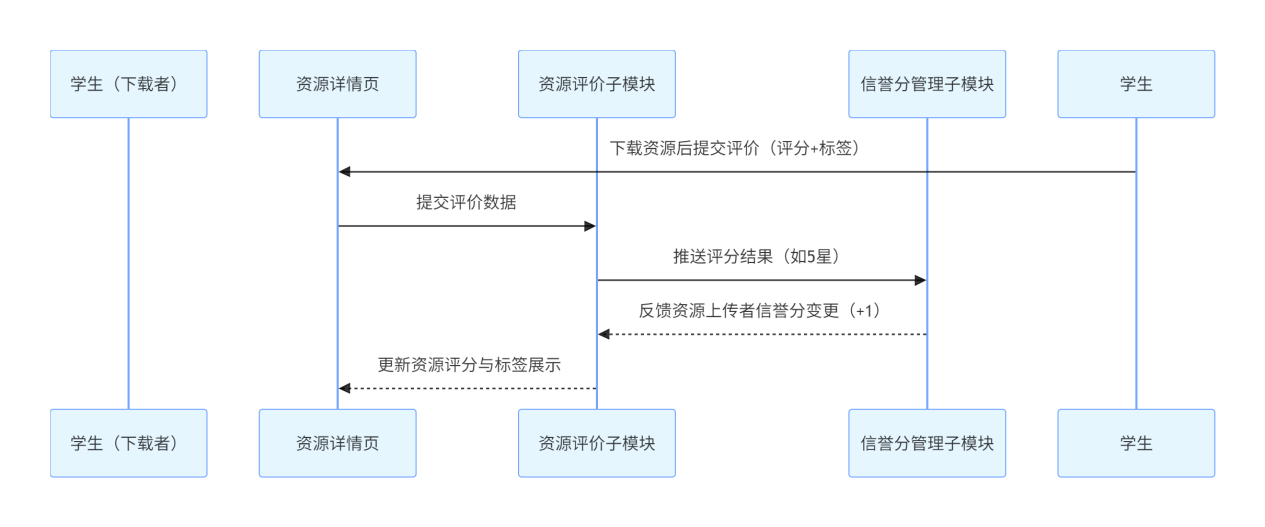 学生（下载者）
资源详情页
资源评价子模块
信誉分管理子模块
学生
下载资源后提交评价（评分+标签）
提交评价数据
推送评分结果（如5星）
反馈资源上传者信誉分变更（+1）
更新资源评分与标签展示
学生（下载者）
资源详情页
资源评价子模块
信誉分管理子模块
学生